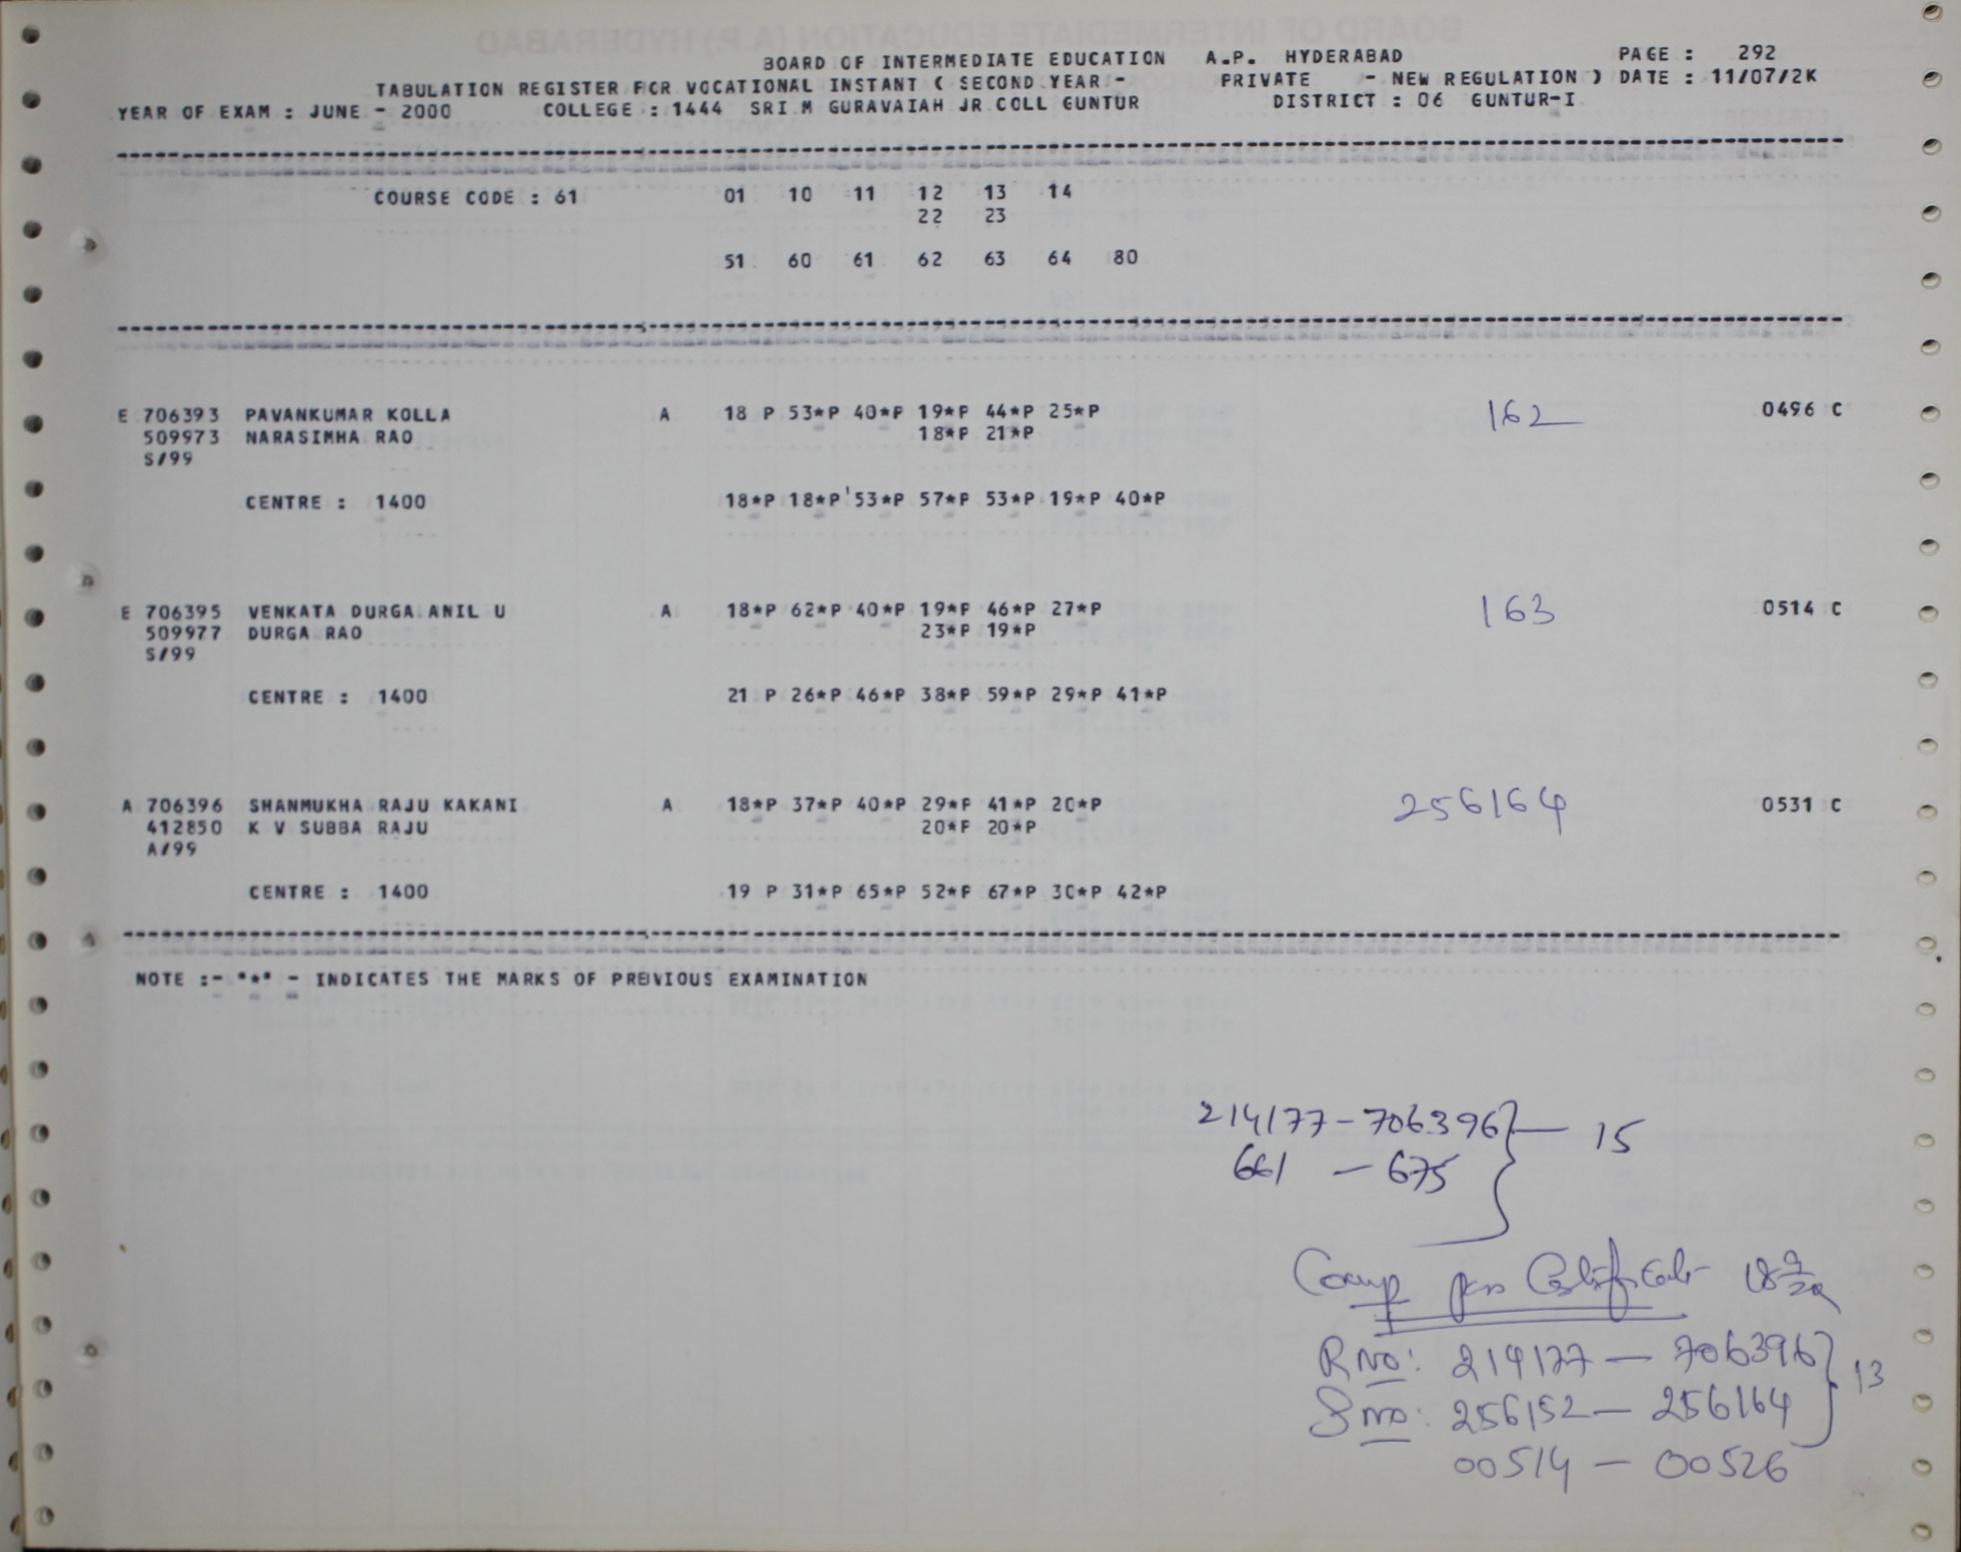 BOARD OF INTERMEDIATE EDUCATION A.P. HYDERABAD PAGE : 292
TABULATION REGISTER FOR VOCATIONAL INSTANT ( SECOND YEAR - PRIVATE - NEW REGULATION ) DATE : 11/07/2K
YEAR OF EXAM : JUNE - 2000 COLLEGE : 1444 SRI M GURAVAIAH JR COLL GUNTUR DISTRICT : 06 GUNTUR-I
COURSE CODE : 61 01 10 11 12 13 14
22 23
51 60 61 62 63 64 80
E 706393 PAVANKUMAR KOLLA A 18 P 53*P 40*P 19*P 44*P 25*P 162 0496 C
509973 NARASIMHA RAO 18*P 21*P
S/99
CENTRE : 1400 18*P 18*P 53*P 57*P 53*P 19*P 40*P
E 706395 VENKATA DURGA ANIL U A 18*P 62*P 40*P 19*P 46*P 27*P 163 0514 C
509977 DURGA RAO 23*P 19*P
S/99
CENTRE : 1400 21 P 26*P 46*P 38*P 59*P 29*P 41*P
A 706396 SHANMUKHA RAJU KAKANI A 18*P 37*P 40*P 29*P 41*P 20*P 256164 0531 C
412850 K V SUBBA RAJU 20*P 20*P
A/99
CENTRE : 1400 19 P 31*P 65*P 52*P 67*P 30*P 42*P
NOTE :- "*" - INDICATES THE MARKS OF PREVIOUS EXAMINATION
214177 - 706396 } — 15
661 — 675
Comp pass Certificate
R No: 214177 — 706396 } 13
S no: 256152 — 256164
00514 — 00526